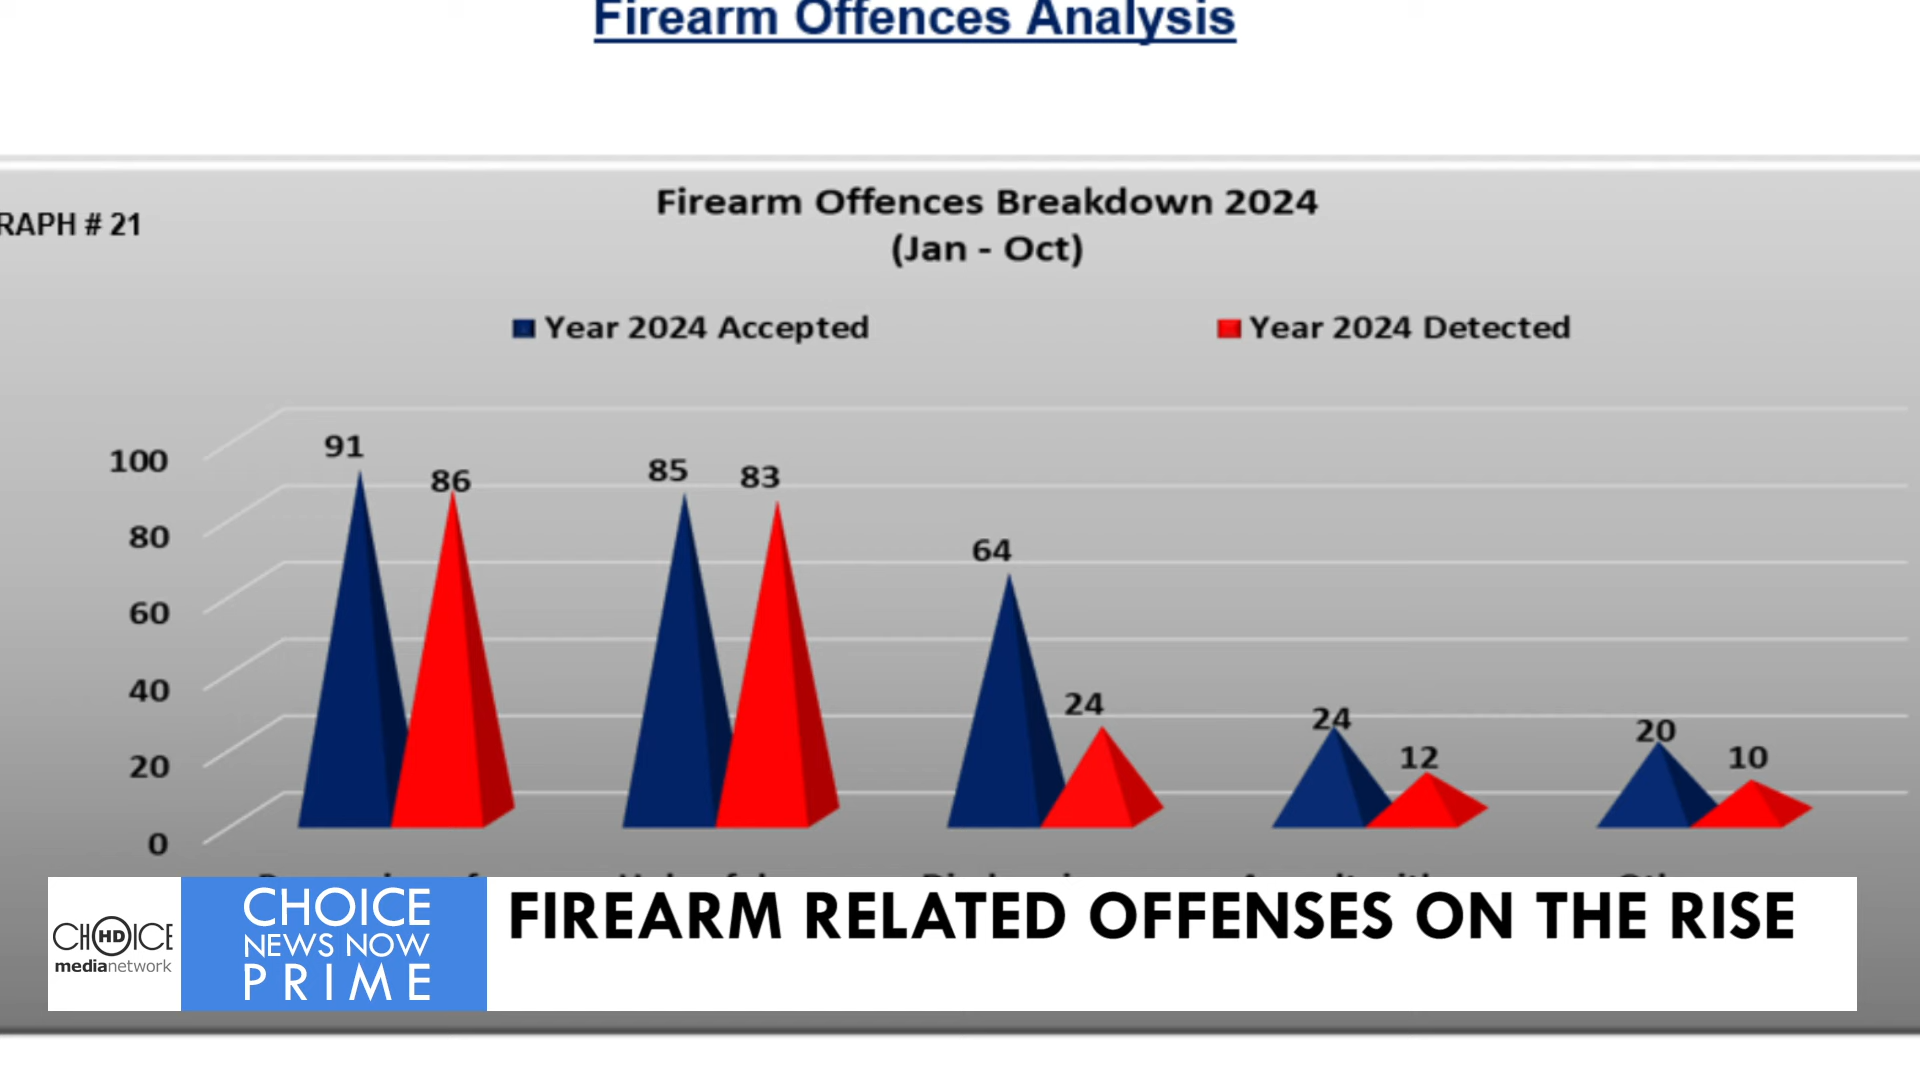 Firearm Offences Analysis
RAPH # 21
Firearm Offences Breakdown 2024
(Jan - Oct)
Year 2024 Accepted
Year 2024 Detected
100
80
60
40
20
0
91
86
85
83
64
24
24
12
20
10
CHOICE
HD
medianetwork
CHOICE
NEWS NOW
PRIME
FIREARM RELATED OFFENSES ON THE RISE